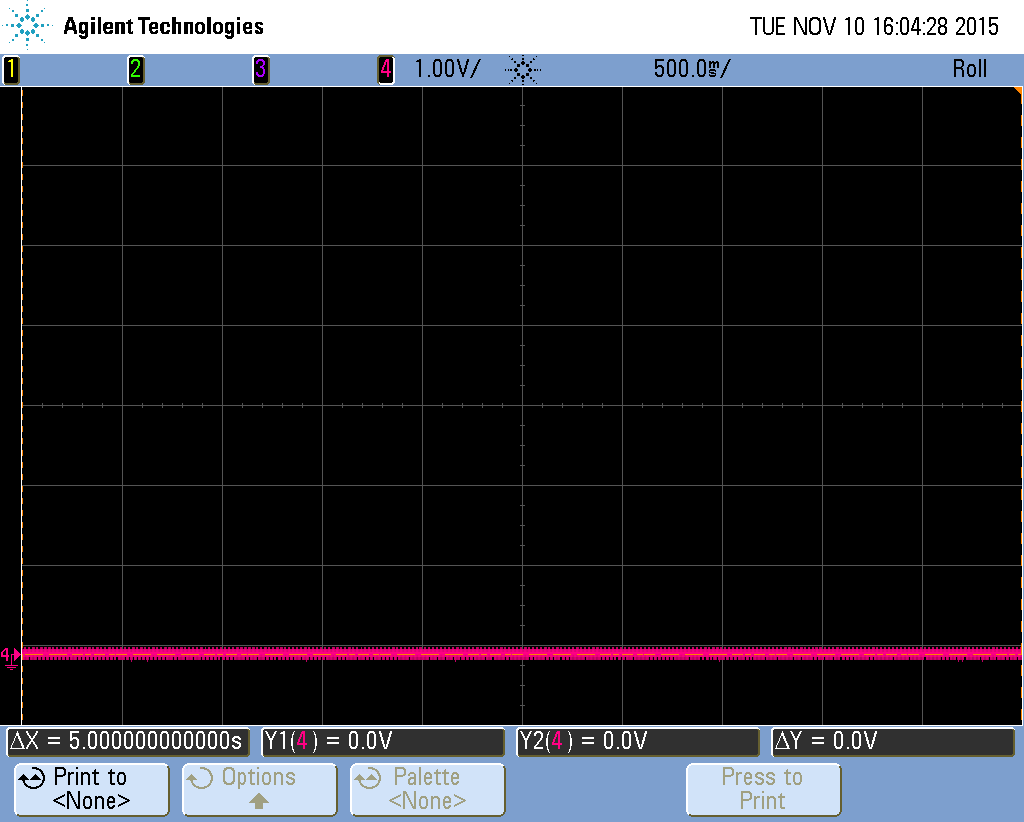 Agilent Technologies TUE NOV 10 16:04:28 2015
1 2 3 4 1.00V/ 500.0ms/ Roll
4
ΔX = 5.000000000000s Y1(4) = 0.0V Y2(4) = 0.0V ΔY = 0.0V
Print to Options Palette Press to
<None> <None> Print